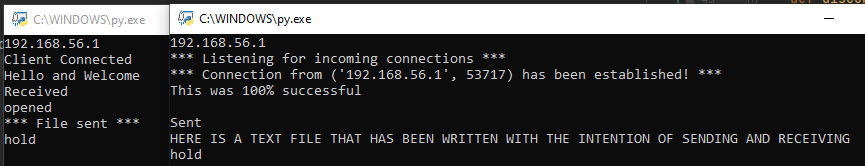 C:\WINDOWS\py.exe
192.168.56.1
Client Connected
Hello and Welcome
Received
opened
*** File sent ***
hold
C:\WINDOWS\py.exe
192.168.56.1
*** Listening for incoming connections ***
*** Connection from ('192.168.56.1', 53717) has been established! ***
This was 100% successful
Sent
HERE IS A TEXT FILE THAT HAS BEEN WRITTEN WITH THE INTENTION OF SENDING AND RECEIVING
hold